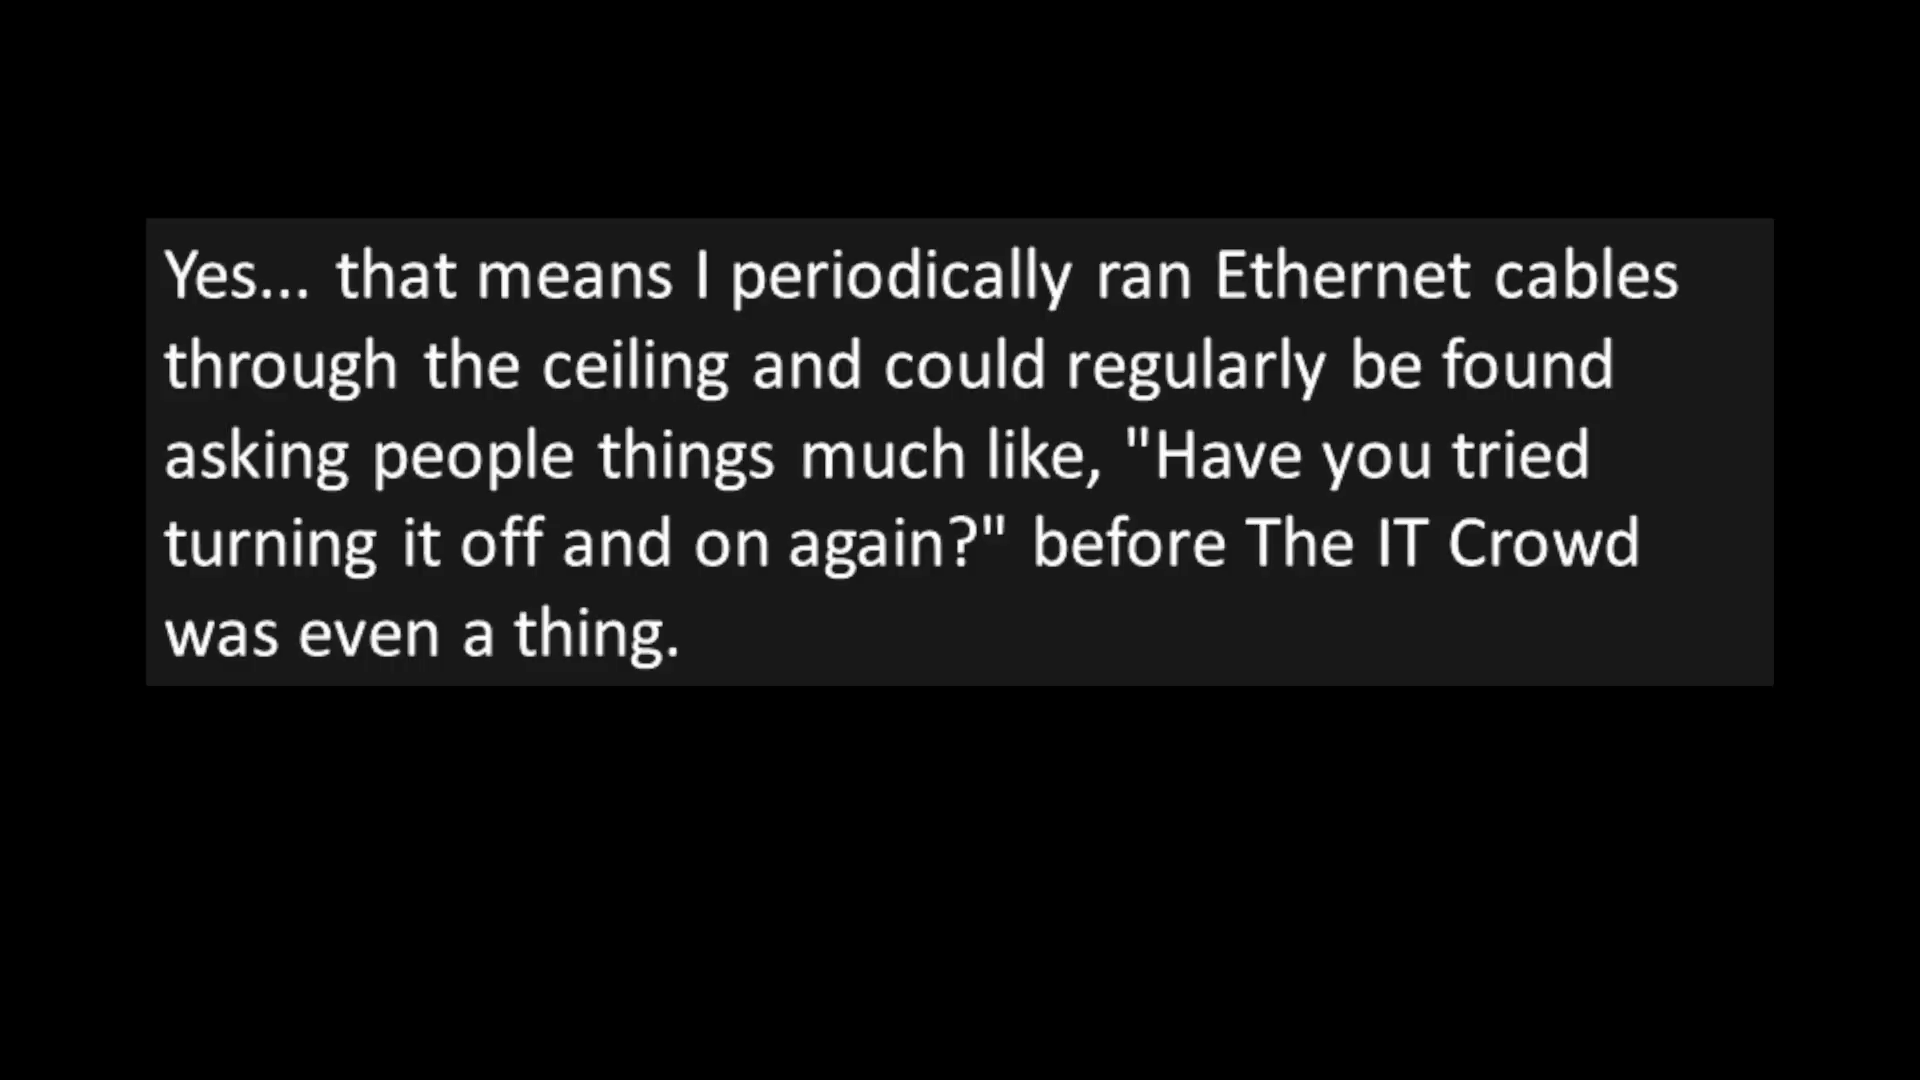 Yes... that means I periodically ran Ethernet cables
through the ceiling and could regularly be found
asking people things much like, "Have you tried
turning it off and on again?" before The IT Crowd
was even a thing.